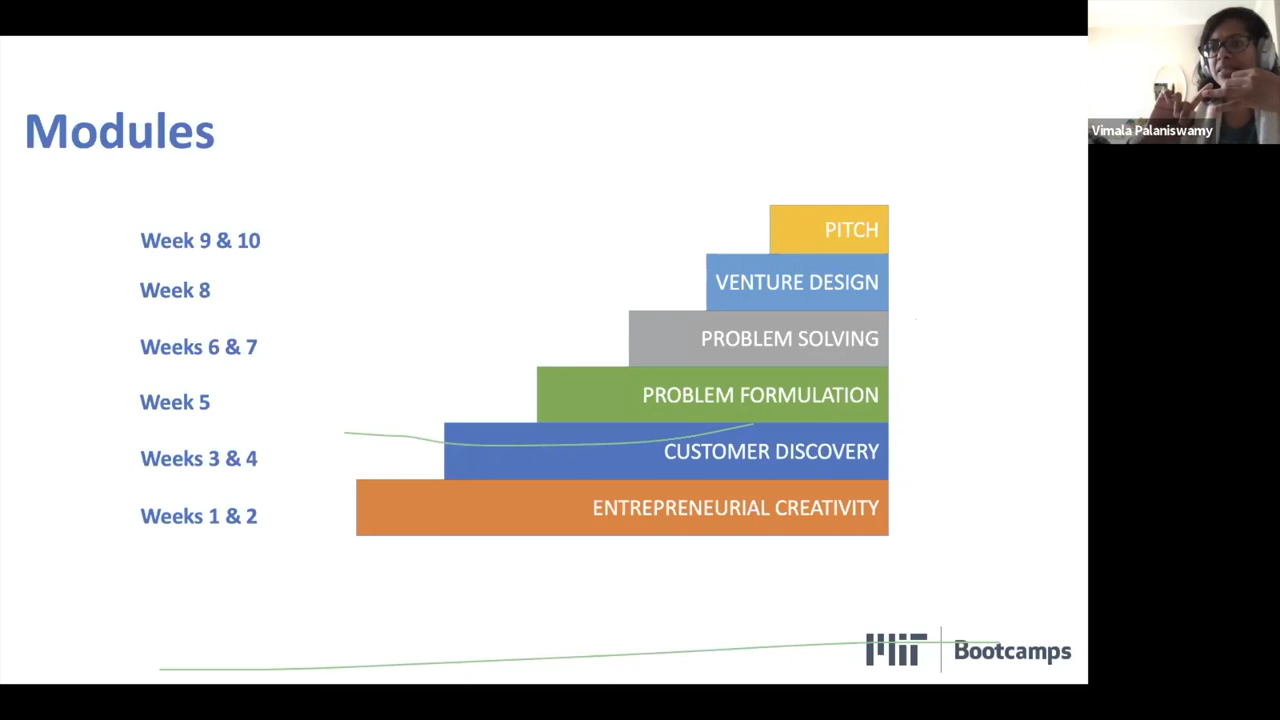 Vimala Palaniswamy
Modules
Week 9 & 10
PITCH
Week 8
VENTURE DESIGN
Weeks 6 & 7
PROBLEM SOLVING
Week 5
PROBLEM FORMULATION
Weeks 3 & 4
CUSTOMER DISCOVERY
Weeks 1 & 2
ENTREPRENEURIAL CREATIVITY
MIT Bootcamps